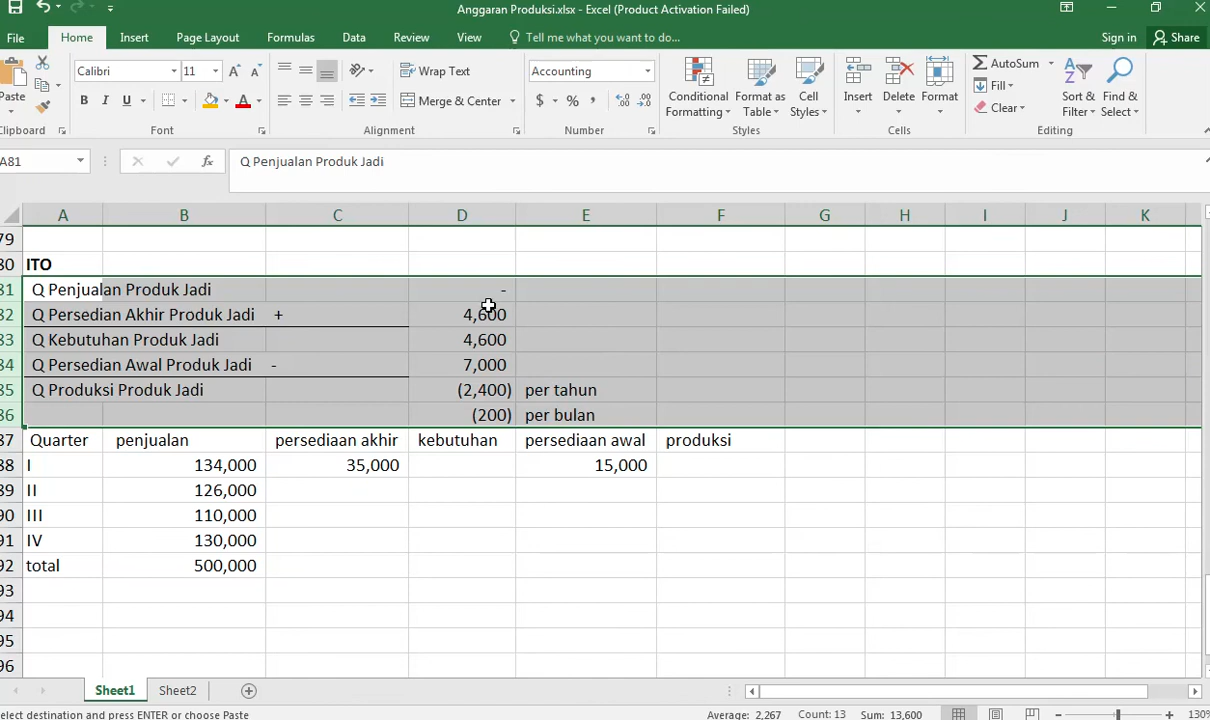 Anggaran Produksi.xlsx - Excel (Product Activation Failed)
File Home Insert Page Layout Formulas Data Review View Tell me what you want to do... Sign in Share
Calibri 11 Wrap Text Accounting AutoSum
Paste Conditional Formatting Format as Table Cell Styles Insert Delete Format Fill Sort & Filter Find & Select
B I U A Merge & Center $ % , Clear
Clipboard Font Alignment Number Styles Cells Editing
A81 fx Q Penjualan Produk Jadi
A B C D E F G H I J K
79
80 ITO
81 Q Penjualan Produk Jadi -
82 Q Persedian Akhir Produk Jadi + 4,600
83 Q Kebutuhan Produk Jadi 4,600
84 Q Persedian Awal Produk Jadi - 7,000
85 Q Produksi Produk Jadi (2,400) per tahun
86 (200) per bulan
87 Quarter penjualan persediaan akhir kebutuhan persediaan awal produksi
88 I 134,000 35,000 15,000
89 II 126,000
90 III 110,000
91 IV 130,000
92 total 500,000
93
94
95
96
Sheet1 Sheet2
Select destination and press ENTER or choose Paste Average: 2,267 Count: 13 Sum: 13,600 130%